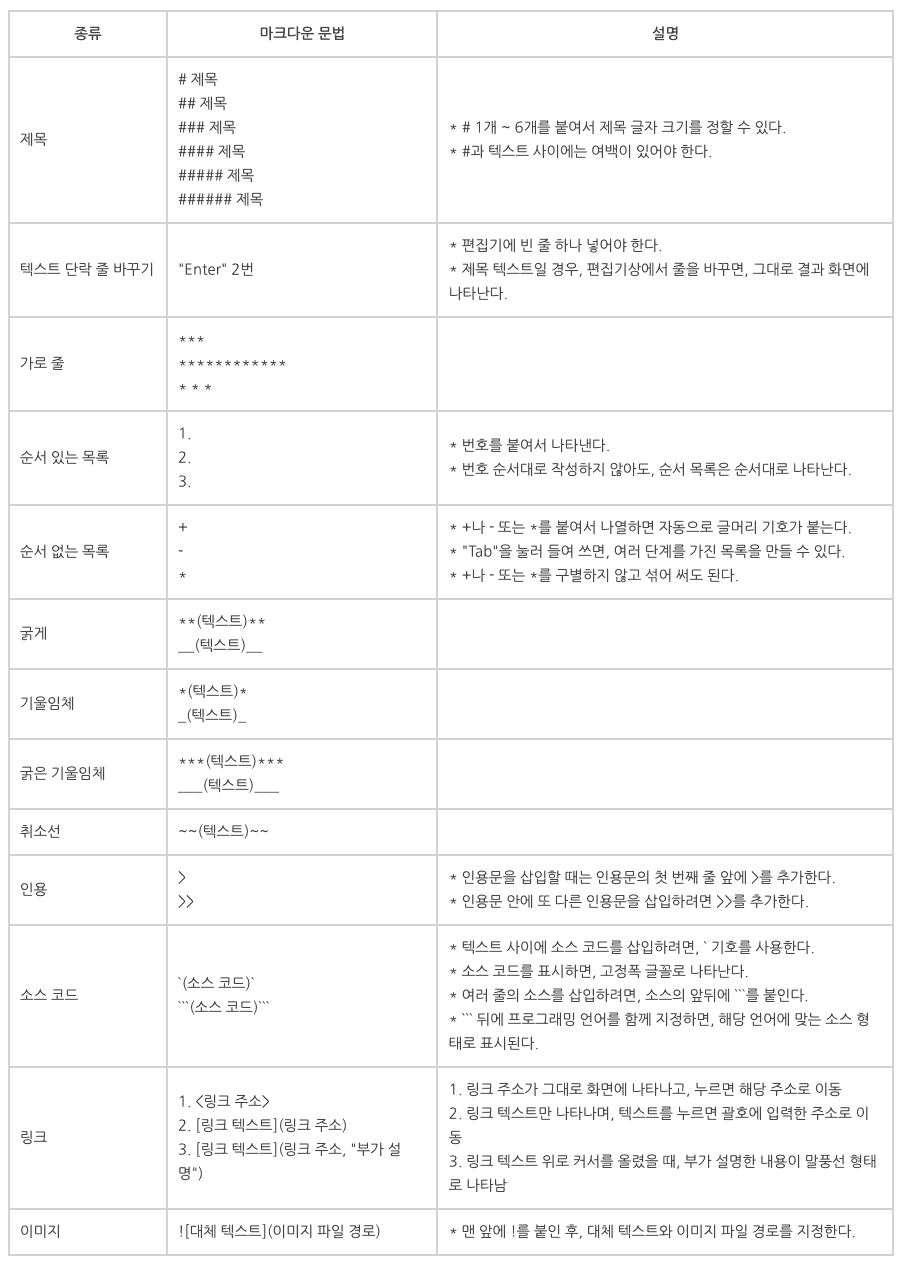 종류 마크다운 문법 설명
제목
# 제목
## 제목
### 제목
#### 제목
##### 제목
###### 제목
* # 1개 ~ 6개를 붙여서 제목 글자 크기를 정할 수 있다.
* #과 텍스트 사이에는 여백이 있어야 한다.
텍스트 단락 줄 바꾸기
"Enter" 2번
* 편집기에 빈 줄 하나 넣어야 한다.
* 제목 텍스트일 경우, 편집기상에서 줄을 바꾸면, 그대로 결과 화면에
나타난다.
가로 줄
***
************
* * *
순서 있는 목록
1.
2.
3.
* 번호를 붙여서 나타낸다.
* 번호 순서대로 작성하지 않아도, 순서 목록은 순서대로 나타난다.
순서 없는 목록
+
-
*
* +나 - 또는 *를 붙여서 나열하면 자동으로 글머리 기호가 붙는다.
* "Tab"을 눌러 들여 쓰면, 여러 단계를 가진 목록을 만들 수 있다.
* +나 - 또는 *를 구별하지 않고 섞어 써도 된다.
굵게
**(텍스트)**
__(텍스트)__
기울임체
*(텍스트)*
_(텍스트)_
굵은 기울임체
***(텍스트)***
___(텍스트)___
취소선
~~(텍스트)~~
인용
>
>>
* 인용문을 삽입할 때는 인용문의 첫 번째 줄 앞에 >를 추가한다.
* 인용문 안에 또 다른 인용문을 삽입하려면 >>를 추가한다.
소스 코드
`(소스 코드)`
```(소스 코드)```
* 텍스트 사이에 소스 코드를 삽입하려면, ` 기호를 사용한다.
* 소스 코드를 표시하면, 고정폭 글꼴로 나타난다.
* 여러 줄의 소스를 삽입하려면, 소스의 앞뒤에 ```를 붙인다.
* ``` 뒤에 프로그래밍 언어를 함께 지정하면, 해당 언어에 맞는 소스 형
태로 표시된다.
링크
1. <링크 주소>
2. [링크 텍스트](링크 주소)
3. [링크 텍스트](링크 주소, "부가 설
명")
1. 링크 주소가 그대로 화면에 나타나고, 누르면 해당 주소로 이동
2. 링크 텍스트만 나타나며, 텍스트를 누르면 괄호에 입력한 주소로 이
동
3. 링크 텍스트 위로 커서를 올렸을 때, 부가 설명한 내용이 말풍선 형태
로 나타남
이미지
![대체 텍스트](이미지 파일 경로)
* 맨 앞에 !를 붙인 후, 대체 텍스트와 이미지 파일 경로를 지정한다.